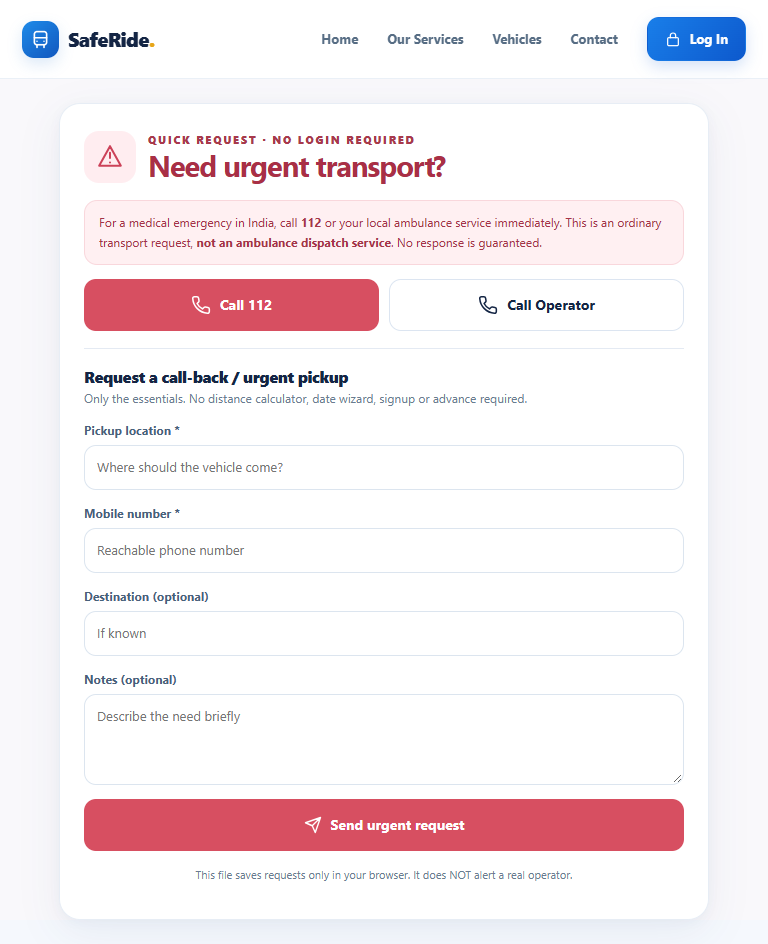 SafeRide.
Home
Our Services
Vehicles
Contact
Log In
QUICK REQUEST · NO LOGIN REQUIRED
Need urgent transport?
For a medical emergency in India, call 112 or your local ambulance service immediately. This is an ordinary
transport request, not an ambulance dispatch service. No response is guaranteed.
Call 112
Call Operator
Request a call-back / urgent pickup
Only the essentials. No distance calculator, date wizard, signup or advance required.
Pickup location *
Where should the vehicle come?
Mobile number *
Reachable phone number
Destination (optional)
If known
Notes (optional)
Describe the need briefly
Send urgent request
This file saves requests only in your browser. It does NOT alert a real operator.